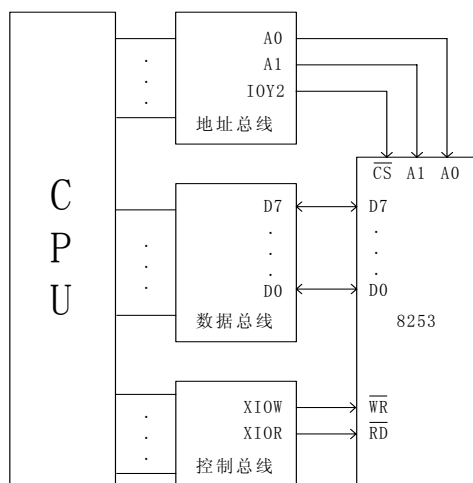 CPU
A0
A1
IOY2
地址总线
CS A1 A0
D7
.
.
.
D0
数据总线
D7
.
.
.
D0
8253
XIOW
XIOR
控制总线
WR
RD